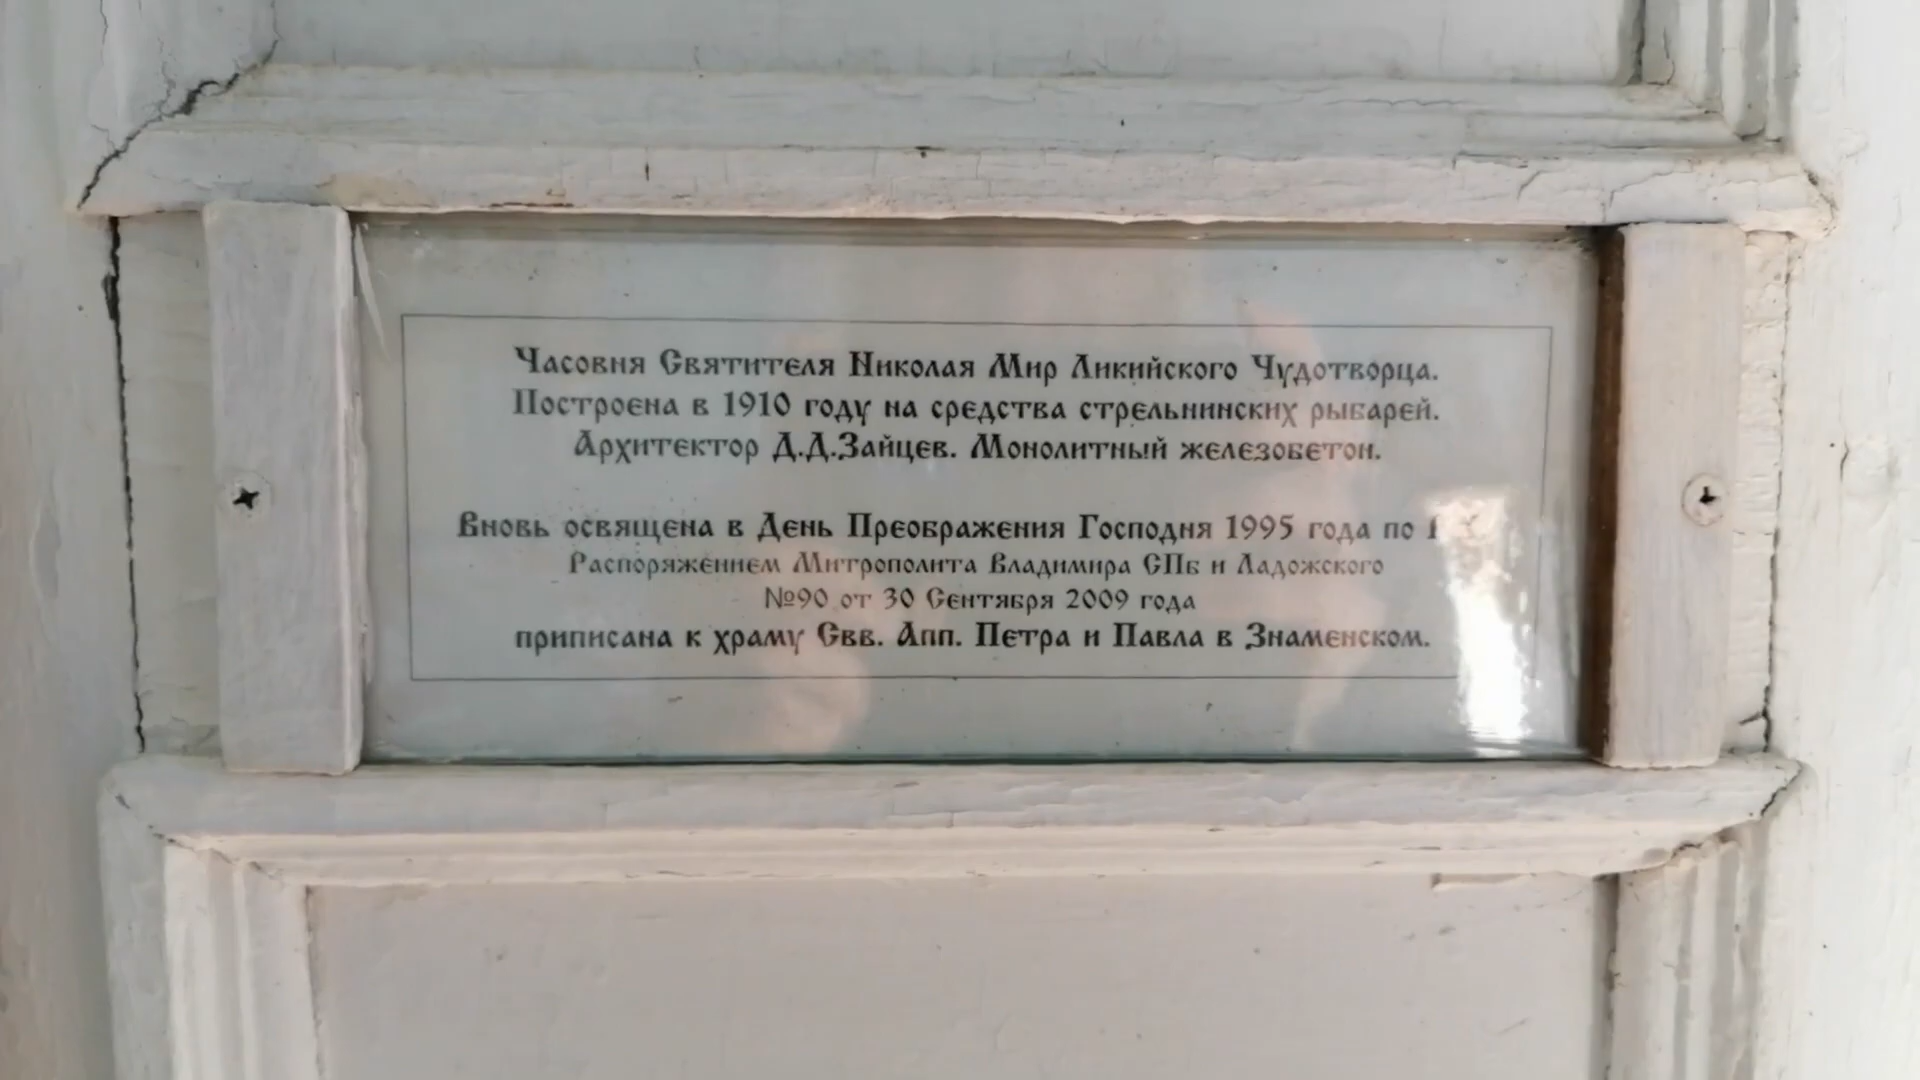 Часовня Святителя Николая Мир Ликийского Чудотворца.
Построена в 1910 году на средства стрельнинских рыбарей.
Архитектор Д.Д.Зайцев. Монолитный железобетон.
Вновь освящена в День Преображения Господня 1995 года по
Распоряжением Митрополита Владимира СПб и Ладожского
№90 от 30 Сентября 2009 года
приписана к храму Свв. Апп. Петра и Павла в Знаменском.